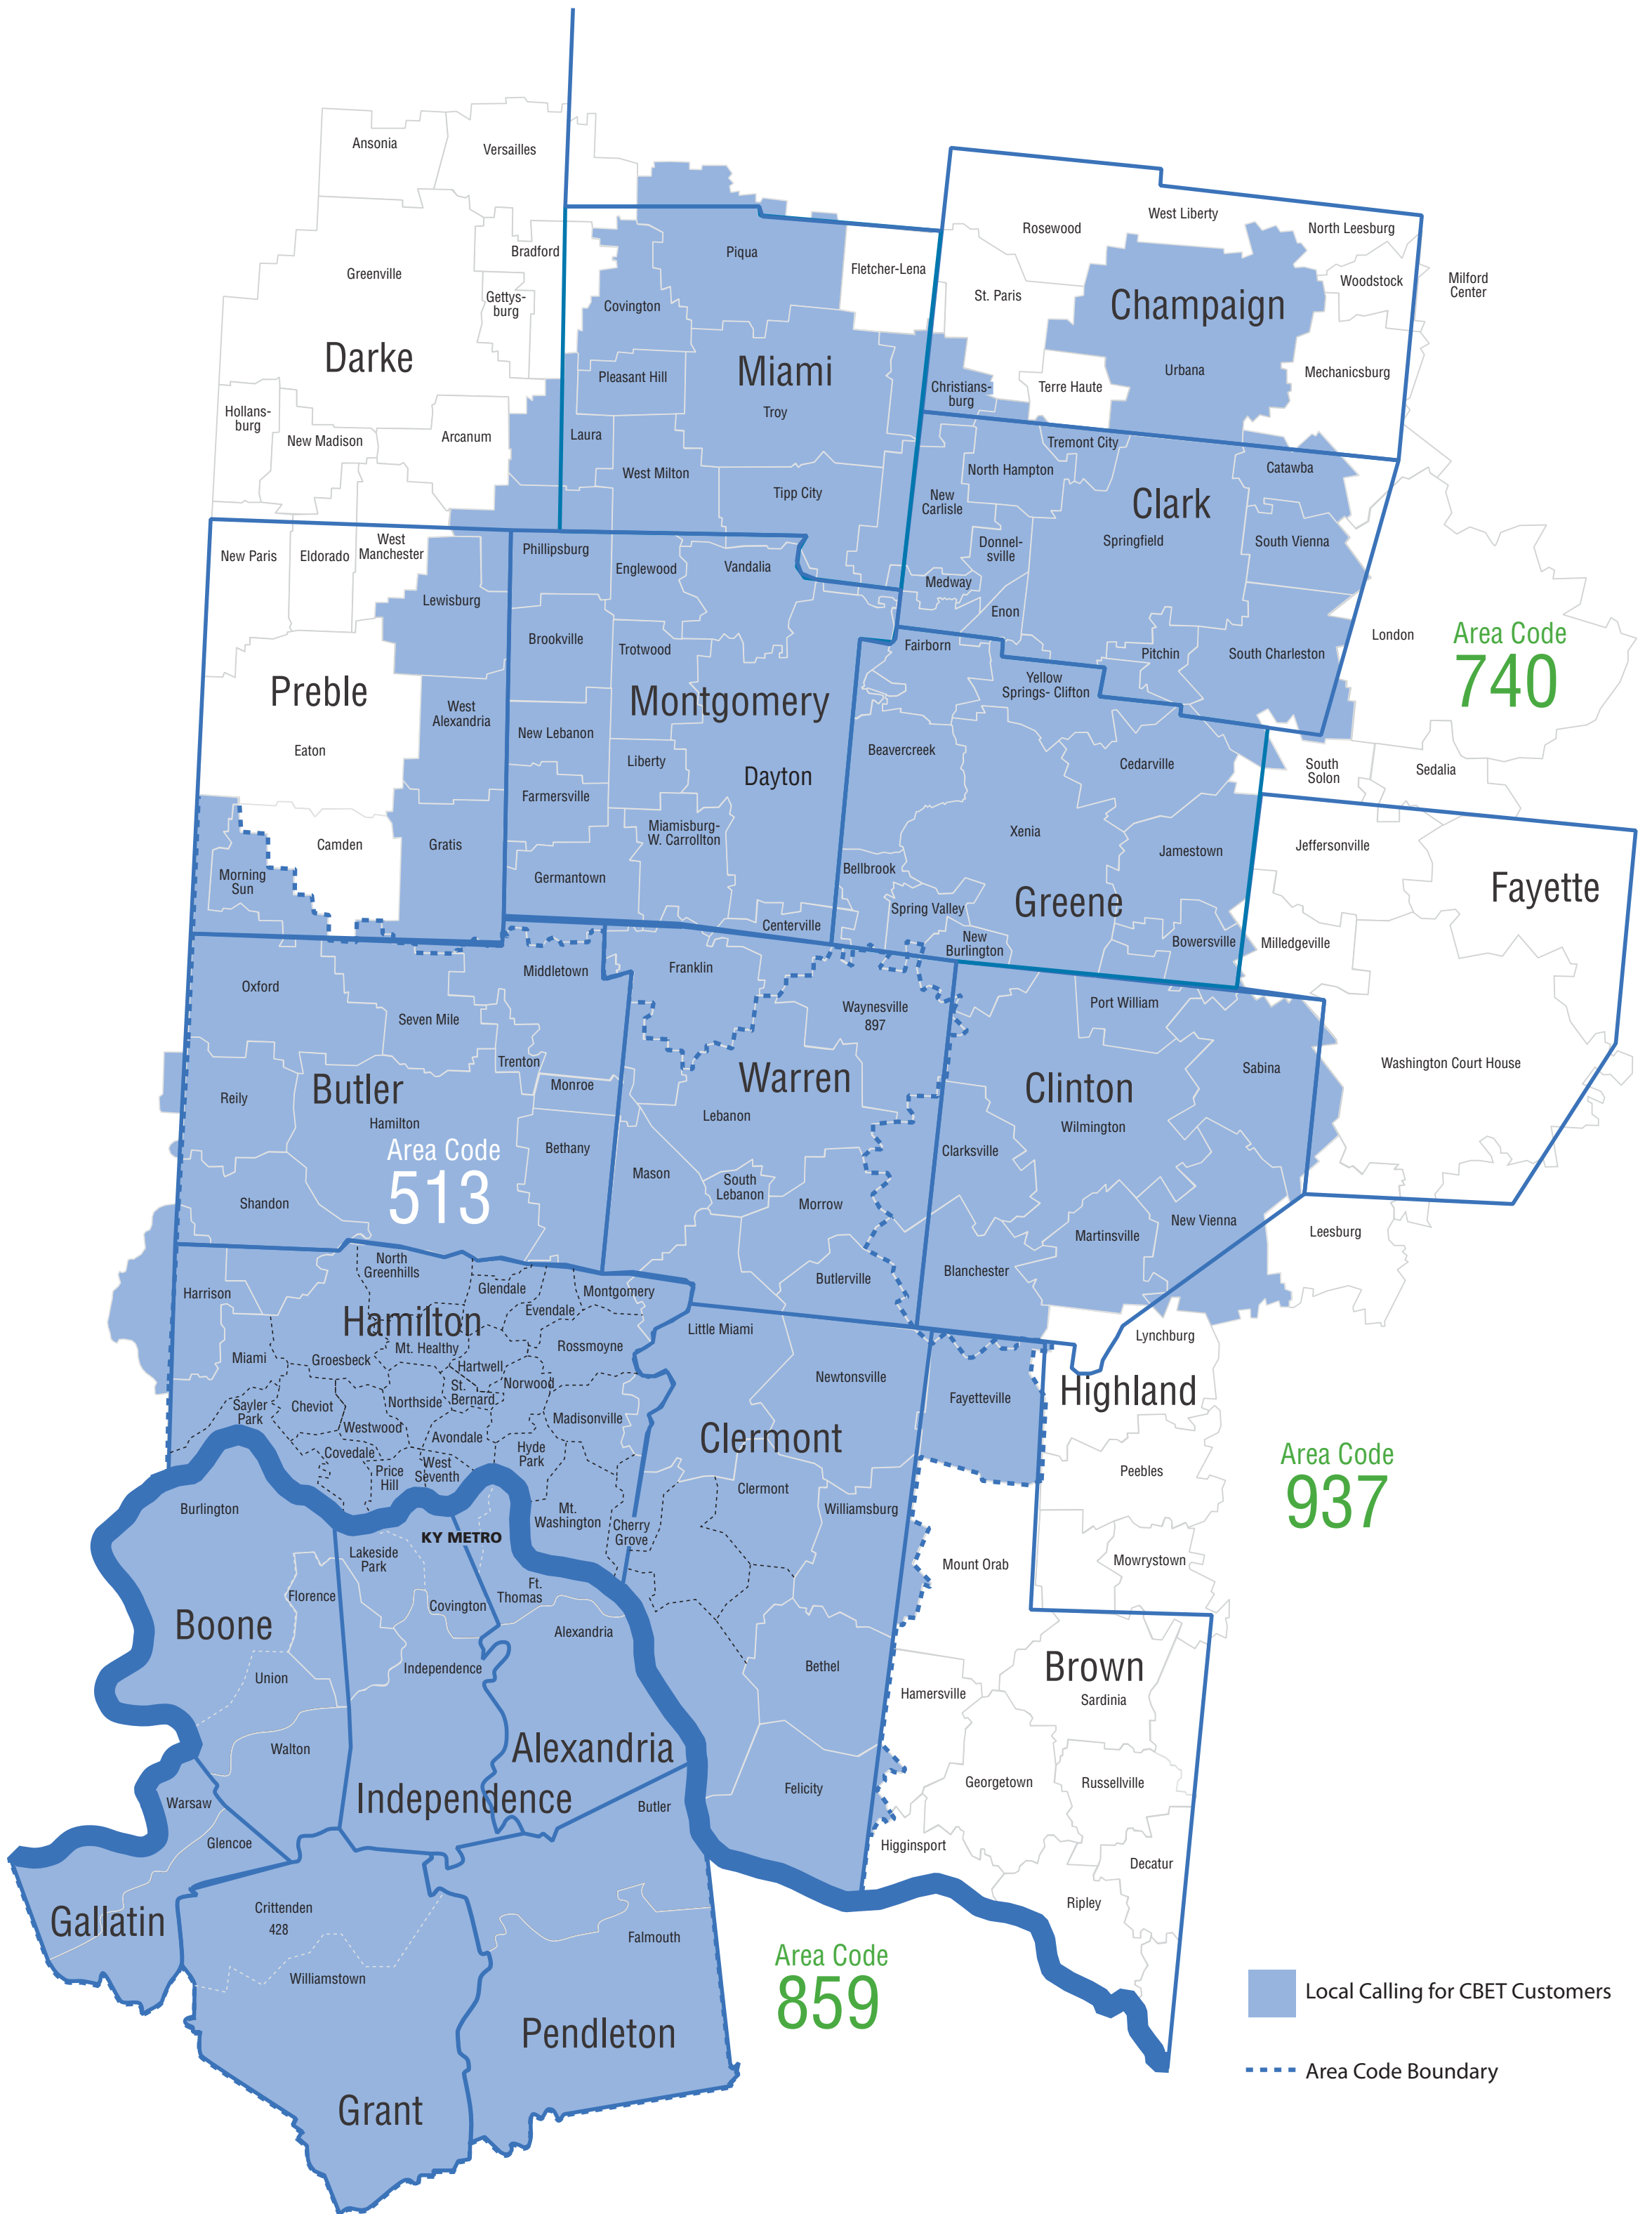 Ansonia
Versailles
Bradford
Greenville
Gettys-
burg
Darke
Hollans-
burg
New Madison
Arcanum
Piqua
Fletcher-Lena
Covington
Miami
Pleasant Hill
Troy
Laura
West Milton
Tipp City
Rosewood
West Liberty
North Leesburg
St. Paris
Champaign
Woodstock
Milford
Center
Urbana
Mechanicsburg
Christians-
burg
Terre Haute
Tremont City
North Hampton
Catawba
New
Carlisle
Clark
Donnel-
sville
Springfield
South Vienna
Medway
Enon
Pitchin
South Charleston
London
Area Code
740
New Paris
Eldorado
West
Manchester
Lewisburg
Preble
West
Alexandria
Eaton
Camden
Gratis
Morning
Sun
Phillipsburg
Englewood
Vandalia
Brookville
Trotwood
Montgomery
New Lebanon
Liberty
Dayton
Farmersville
Miamisburg-
W. Carrollton
Germantown
Centerville
Fairborn
Yellow
Springs- Clifton
Beavercreek
Cedarville
Xenia
Jamestown
Bellbrook
Spring Valley
Greene
New
Burlington
Bowersville
South
Solon
Sedalia
Jeffersonville
Fayette
Milledgeville
Washington Court House
Oxford
Middletown
Seven Mile
Trenton
Monroe
Reily
Butler
Hamilton
Area Code
513
Bethany
Shandon
Franklin
Waynesville
897
Warren
Lebanon
Mason
South
Lebanon
Morrow
Butlerville
Port William
Sabina
Clinton
Wilmington
Clarksville
Martinsville
New Vienna
Blanchester
Leesburg
North
Greenhills
Harrison
Glendale
Montgomery
Hamilton
Evendale
Mt. Healthy
Rossmoyne
Miami
Groesbeck
Hartwell
Norwood
St.
Bernard
Northside
Sayler
Park
Cheviot
Westwood
Madisonville
Avondale
Covedale
Hyde
Park
Price
Hill
West
Seventh
Mt.
Washington
Cherry
Grove
Little Miami
Newtonsville
Clermont
Clermont
Williamsburg
Bethel
Felicity
Fayetteville
Lynchburg
Highland
Peebles
Mowrystown
Area Code
937
Mount Orab
Brown
Sardinia
Hamersville
Georgetown
Russellville
Higginsport
Decatur
Ripley
Burlington
KY METRO
Lakeside
Park
Ft.
Thomas
Florence
Covington
Boone
Alexandria
Union
Independence
Walton
Alexandria
Independence
Butler
Warsaw
Glencoe
Gallatin
Crittenden
428
Williamstown
Falmouth
Pendleton
Grant
Area Code
859
Local Calling for CBET Customers
Area Code Boundary